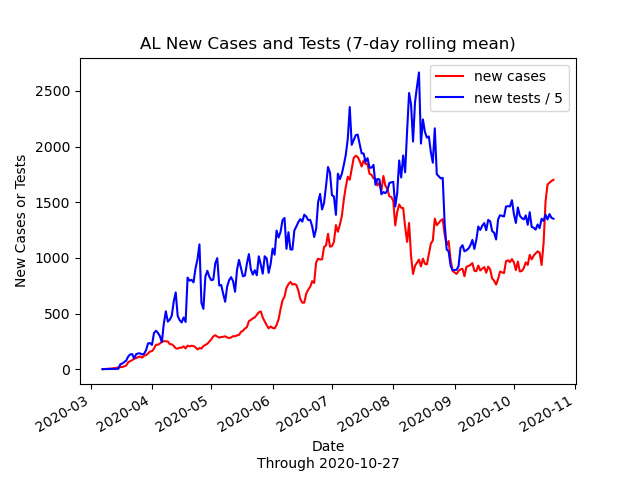 AL New Cases and Tests (7-day rolling mean)
new cases
new tests / 5
New Cases or Tests
2500
2000
1500
1000
500
0
2020-03
2020-04
2020-05
2020-06
2020-07
2020-08
2020-09
2020-10
2020-11
Date
Through 2020-10-27